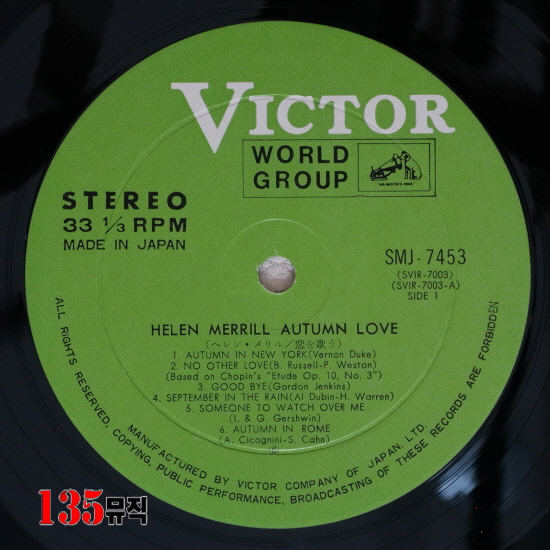 VICTOR
WORLD
GROUP
"HIS MASTER'S VOICE"
STEREO
33 1/3 RPM
MADE IN JAPAN
SMJ-7453
(SVIR-7003)
(SVIR-7003-A)
SIDE 1
HELEN MERRILL AUTUMN LOVE
(ヘレン・メリル/恋を歌う)
1. AUTUMN IN NEW YORK(Vernon Duke)
2. NO OTHER LOVE(B. Russell-P. Weston)
(Based on Chopin's "Etude Op. 10, No. 3")
3. GOOD BYE(Gordon Jenkins)
4. SEPTEMBER IN THE RAIN(Al Dubin-H. Warren)
5. SOMEONE TO WATCH OVER ME
(I. & G. Gershwin)
6. AUTUMN IN ROME
(A. Cicognini-S. Cahn)
MANUFACTURED BY VICTOR COMPANY OF JAPAN, LTD.
ALL RIGHTS RESERVED, COPYING, PUBLIC PERFORMANCE, BROADCASTING OF THESE RECORDS ARE FORBIDDEN
135뮤직